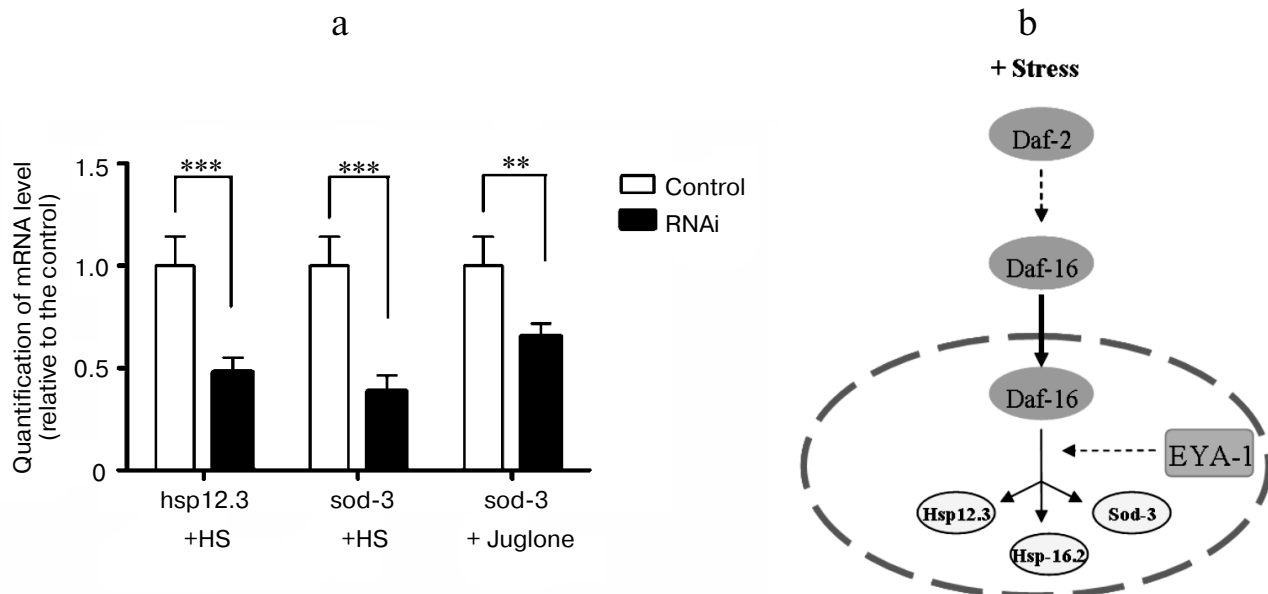 a
Quantification of mRNA level
(relative to the control)
1.5
1.0
0.5
0
***
***
**
Control
RNAi
hsp12.3
+HS
sod-3
+HS
sod-3
+ Juglone
b
+ Stress
Daf-2
Daf-16
Daf-16
EYA-1
Hsp12.3
Sod-3
Hsp-16.2